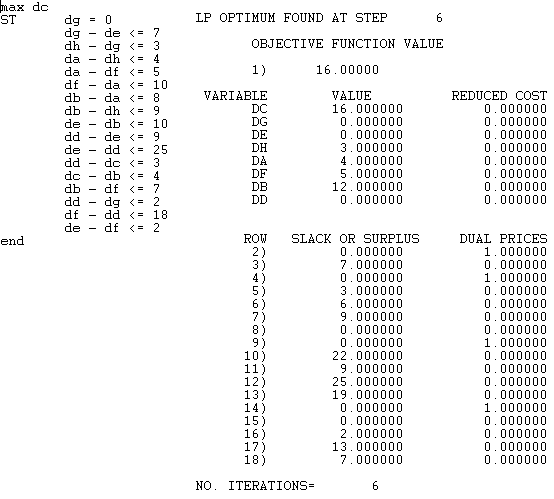 max dc
ST dg = 0
dg - de <= 7
dh - dg <= 3
da - dh <= 4
da - df <= 5
df - da <= 10
db - da <= 8
db - dh <= 9
de - db <= 10
dd - de <= 9
de - dd <= 25
dd - dc <= 3
dc - db <= 4
db - df <= 7
dd - dg <= 2
df - dd <= 18
de - df <= 2
end
LP OPTIMUM FOUND AT STEP 6
OBJECTIVE FUNCTION VALUE
1) 16.00000
VARIABLE VALUE REDUCED COST
DC 16.000000 0.000000
DG 0.000000 0.000000
DE 0.000000 0.000000
DH 3.000000 0.000000
DA 4.000000 0.000000
DF 5.000000 0.000000
DB 12.000000 0.000000
DD 0.000000 0.000000
ROW SLACK OR SURPLUS DUAL PRICES
2) 0.000000 1.000000
3) 7.000000 0.000000
4) 0.000000 1.000000
5) 3.000000 0.000000
6) 6.000000 0.000000
7) 9.000000 0.000000
8) 0.000000 0.000000
9) 0.000000 1.000000
10) 22.000000 0.000000
11) 9.000000 0.000000
12) 25.000000 0.000000
13) 19.000000 0.000000
14) 0.000000 1.000000
15) 0.000000 0.000000
16) 2.000000 0.000000
17) 13.000000 0.000000
18) 7.000000 0.000000
NO. ITERATIONS= 6